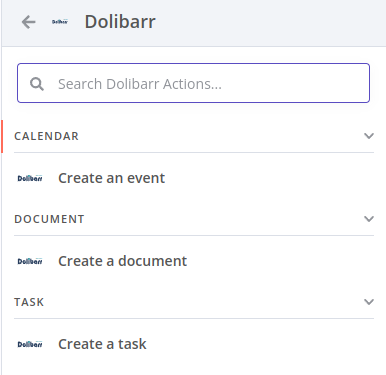 Dolibarr Dolibarr
Search Dolibarr Actions...
CALENDAR
Dolibarr Create an event
DOCUMENT
Dolibarr Create a document
TASK
Dolibarr Create a task